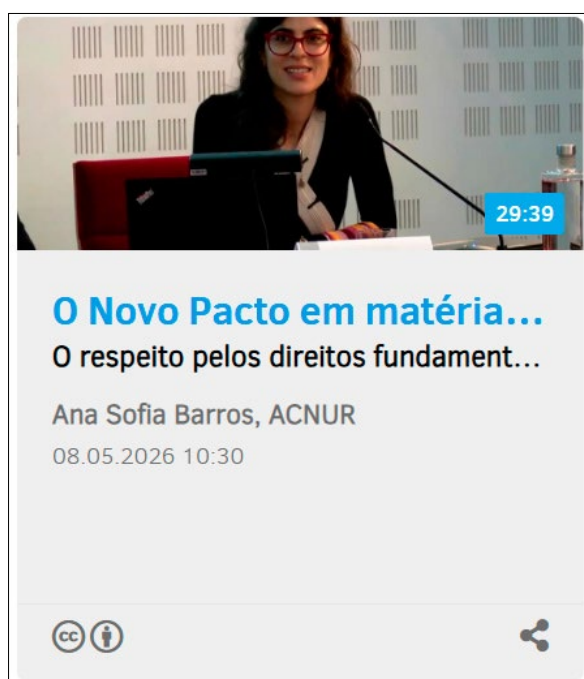 29:39
O Novo Pacto em matéria...
O respeito pelos direitos fundament...
Ana Sofia Barros, ACNUR
08.05.2026 10:30
cc